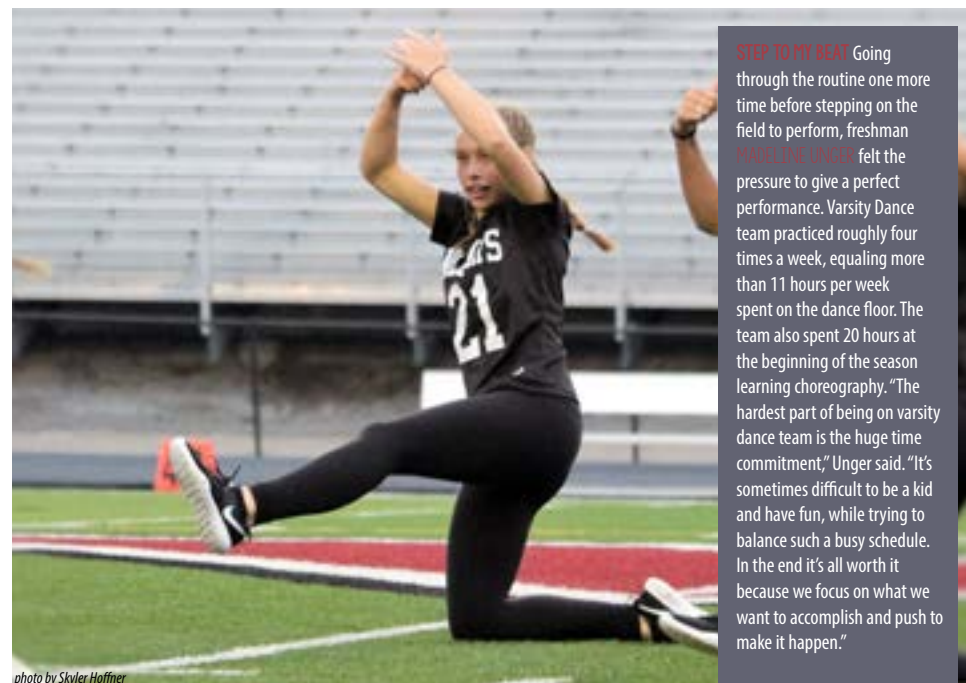 STEP TO MY BEAT Going
through the routine one more
time before stepping on the
field to perform, freshman
MADELINE UNGER felt the
pressure to give a perfect
performance. Varsity Dance
team practiced roughly four
times a week, equaling more
than 11 hours per week
spent on the dance floor. The
team also spent 20 hours at
the beginning of the season
learning choreography. “The
hardest part of being on varsity
dance team is the huge time
commitment,” Unger said. “It’s
sometimes difficult to be a kid
and have fun, while trying to
balance such a busy schedule.
In the end it’s all worth it
because we focus on what we
want to accomplish and push to
make it happen.”
21
photo by Skyler Hoffner